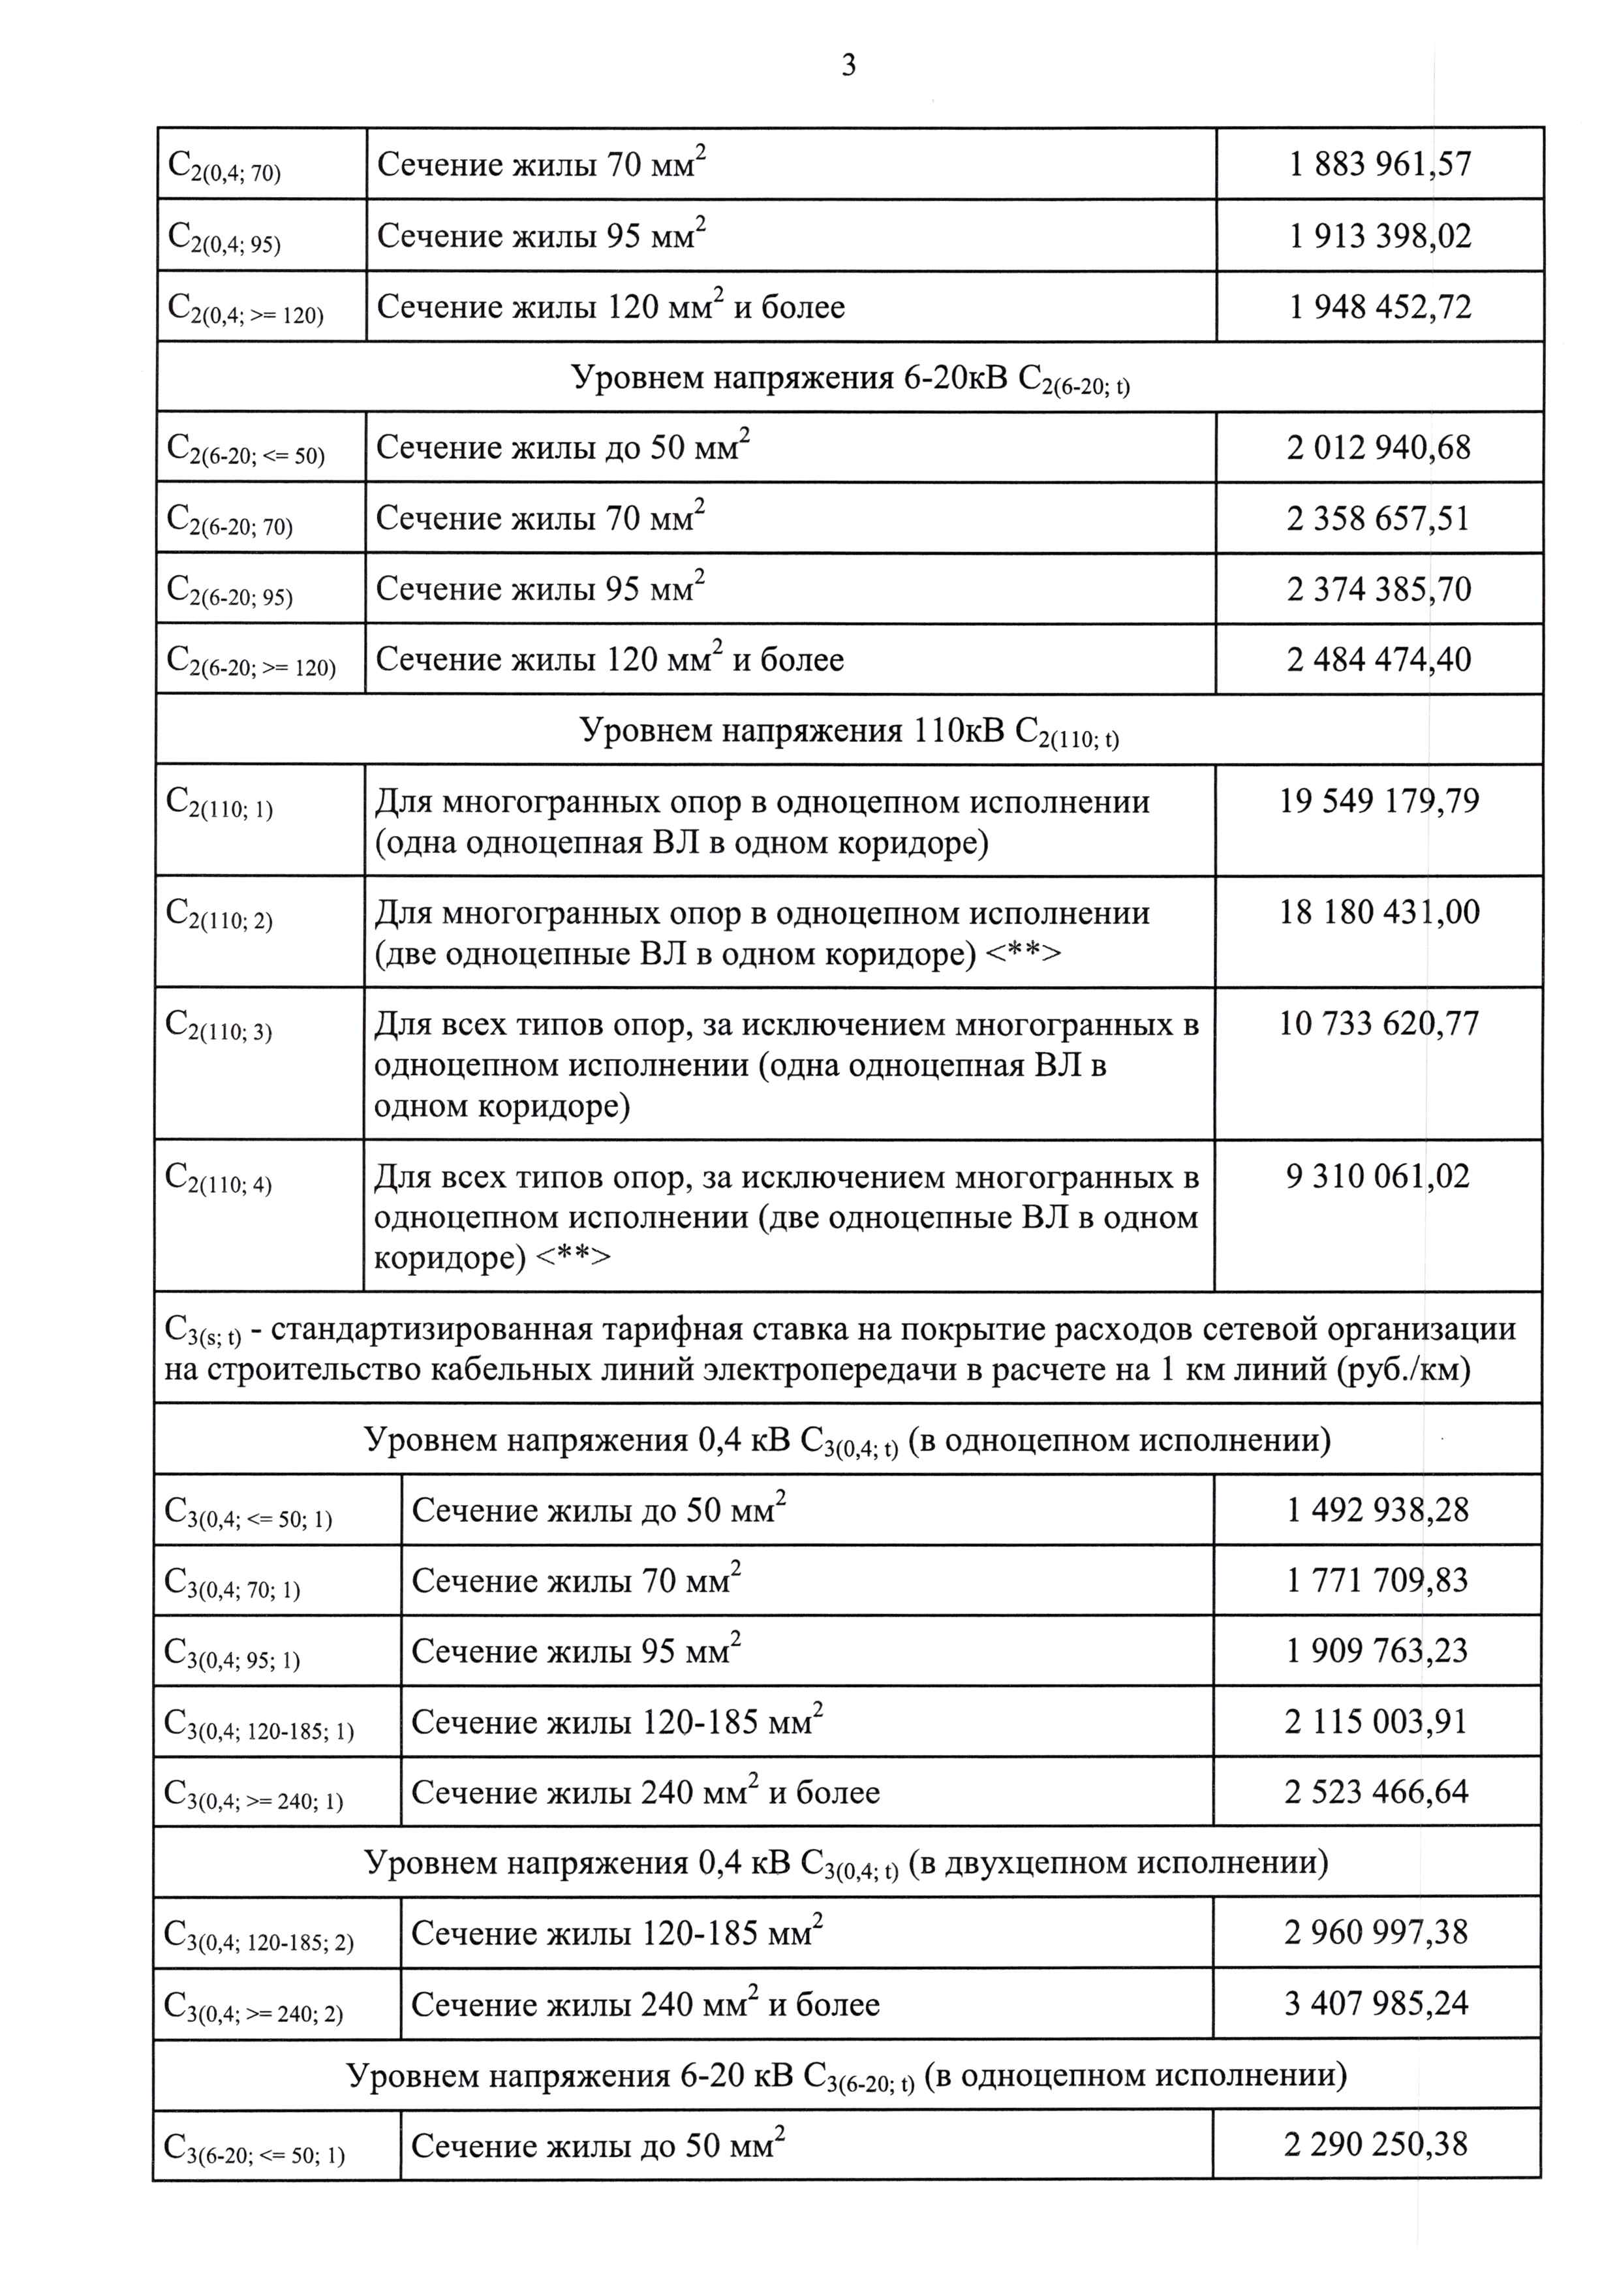 3
C2(0,4; 70) Сечение жилы 70 мм² 1 883 961,57
C2(0,4; 95) Сечение жилы 95 мм² 1 913 398,02
C2(0,4; >= 120) Сечение жилы 120 мм² и более 1 948 452,72
Уровнем напряжения 6-20кВ C2(6-20; t)
C2(6-20; <= 50) Сечение жилы до 50 мм² 2 012 940,68
C2(6-20; 70) Сечение жилы 70 мм² 2 358 657,51
C2(6-20; 95) Сечение жилы 95 мм² 2 374 385,70
C2(6-20; >= 120) Сечение жилы 120 мм² и более 2 484 474,40
Уровнем напряжения 110кВ C2(110; t)
C2(110; 1) Для многогранных опор в одноцепном исполнении 19 549 179,79
(одна одноцепная ВЛ в одном коридоре)
C2(110; 2) Для многогранных опор в одноцепном исполнении 18 180 431,00
(две одноцепные ВЛ в одном коридоре) <**>
C2(110; 3) Для всех типов опор, за исключением многогранных в 10 733 620,77
одноцепном исполнении (одна одноцепная ВЛ в
одном коридоре)
C2(110; 4) Для всех типов опор, за исключением многогранных в 9 310 061,02
одноцепном исполнении (две одноцепные ВЛ в одном
коридоре) <**>
C3(s; t) - стандартизированная тарифная ставка на покрытие расходов сетевой организации
на строительство кабельных линий электропередачи в расчете на 1 км линий (руб./км)
Уровнем напряжения 0,4 кВ C3(0,4; t) (в одноцепном исполнении)
C3(0,4; <= 50; 1) Сечение жилы до 50 мм² 1 492 938,28
C3(0,4; 70; 1) Сечение жилы 70 мм² 1 771 709,83
C3(0,4; 95; 1) Сечение жилы 95 мм² 1 909 763,23
C3(0,4; 120-185; 1) Сечение жилы 120-185 мм² 2 115 003,91
C3(0,4; >= 240; 1) Сечение жилы 240 мм² и более 2 523 466,64
Уровнем напряжения 0,4 кВ C3(0,4; t) (в двухцепном исполнении)
C3(0,4; 120-185; 2) Сечение жилы 120-185 мм² 2 960 997,38
C3(0,4; >= 240; 2) Сечение жилы 240 мм² и более 3 407 985,24
Уровнем напряжения 6-20 кВ C3(6-20; t) (в одноцепном исполнении)
C3(6-20; <= 50; 1) Сечение жилы до 50 мм² 2 290 250,38